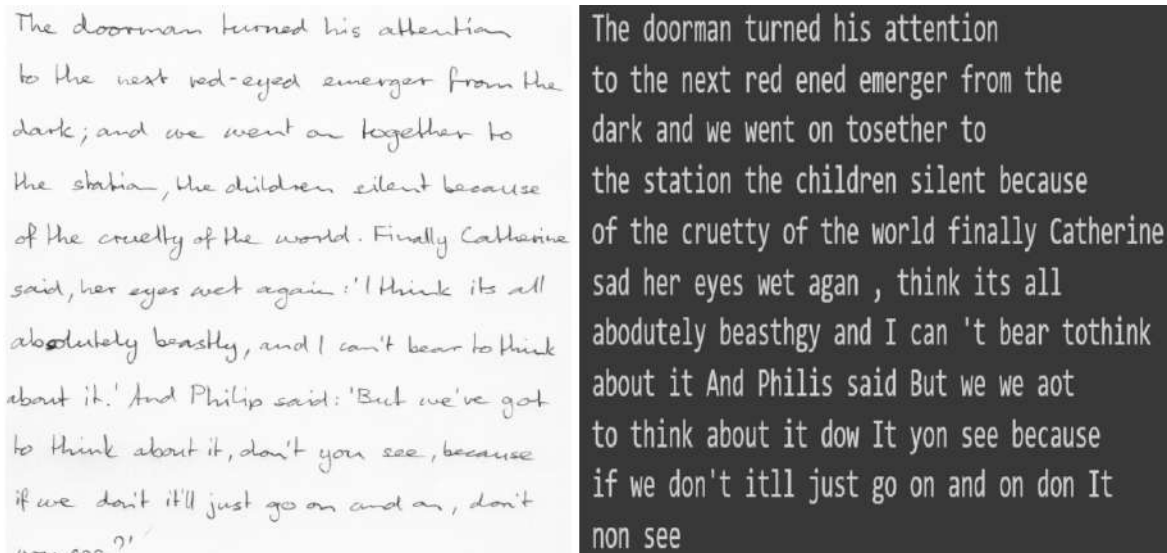 The doorman turned his attention
to the next red-eyed emerger from the
dark; and we went on together to
the station, the children silent because
of the cruelty of the world. Finally Catherine
said, her eyes wet again: 'I think its all
absolutely beastly, and I can't bear to think
about it.' And Philip said: 'But we've got
to think about it, don't you see, because
if we don't it'll just go on and on, don't
you see?'
The doorman turned his attention
to the next red ened emerger from the
dark and we went on tosether to
the station the children silent because
of the cruetty of the world finally Catherine
sad her eyes wet agan , think its all
abodutely beasthgy and I can 't bear tothink
about it And Philis said But we we aot
to think about it dow It yon see because
if we don't itll just go on and on don It
non see